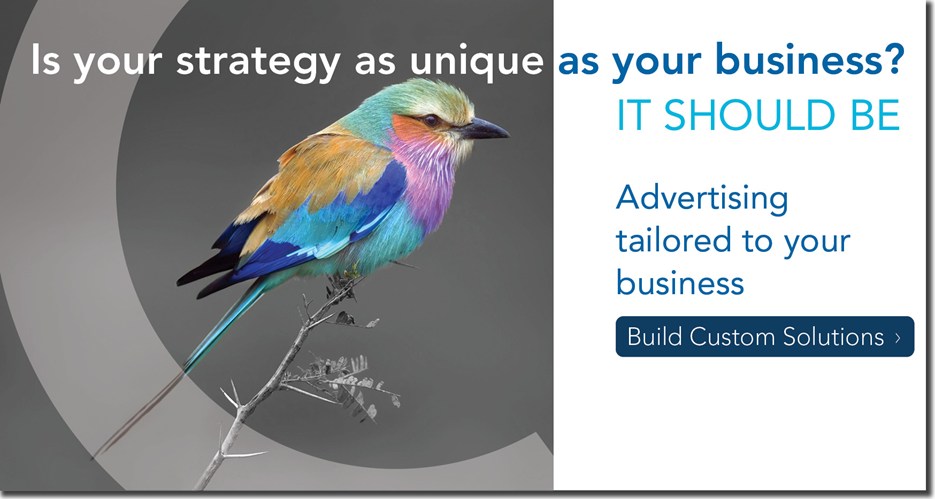 Is your strategy as unique as your business?
IT SHOULD BE
Advertising
tailored to your
business
Build Custom Solutions ›